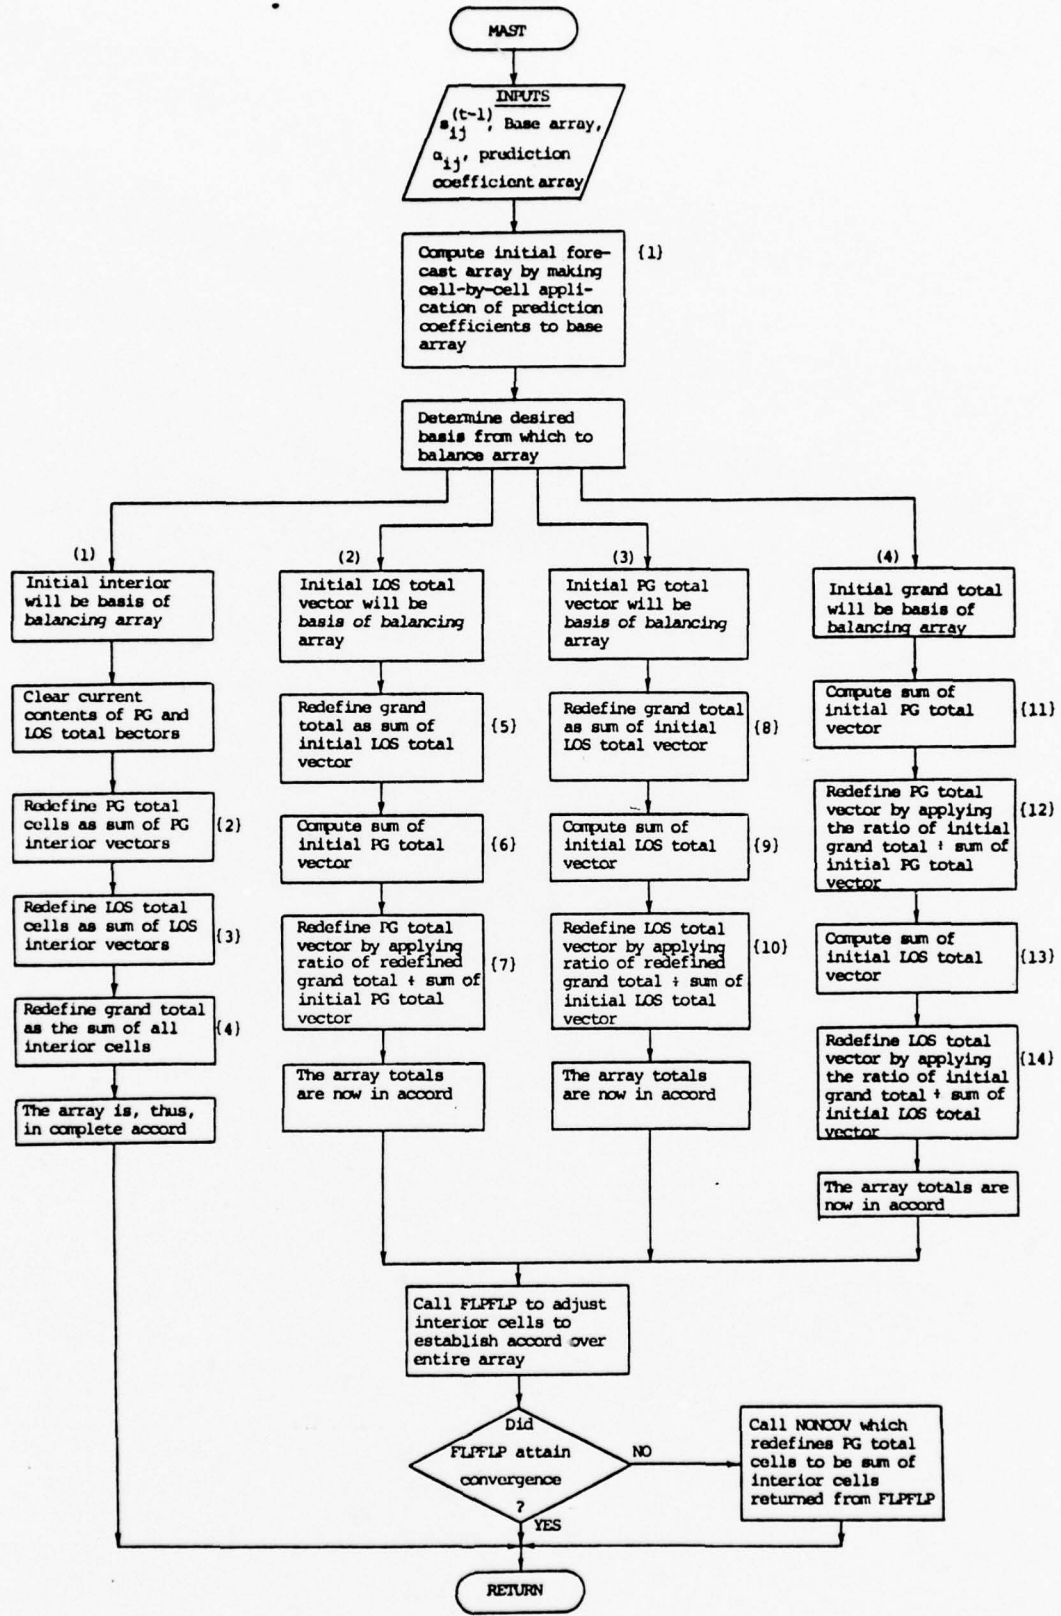 MAST
INPUTS
s_ij^(t-1), Base array,
α_ij, prudiction
coefficient array
Compute initial fore-
cast array by making
cell-by-cell appli-
cation of prediction
coefficients to base
array
{1}
Determine desired
basis from which to
balance array
(1)
Initial interior
will be basis of
balancing array
Clear current
contents of PG and
LOS total bectors
Redefine PG total
cells as sum of PG
interior vectors
{2}
Redefine LOS total
cells as sum of LOS
interior vectors
{3}
Redefine grand total
as the sum of all
interior cells
{4}
The array is, thus,
in complete accord
(2)
Initial LOS total
vector will be
basis of balancing
array
Redefine grand
total as sum of
initial LOS total
vector
{5}
Compute sum of
initial PG total
vector
{6}
Redefine PG total
vector by applying
ratio of redefined
grand total ÷ sum of
initial PG total
vector
{7}
The array totals
are now in accord
(3)
Initial PG total
vector will be
basis of balancing
array
Redefine grand total
as sum of initial
LOS total vector
{8}
Compute sum of
initial LOS total
vector
{9}
Redefine LOS total
vector by applying
ratio of redefined
grand total ÷ sum of
initial LOS total
vector
{10}
The array totals
are now in accord
(4)
Initial grand total
will be basis of
balancing array
Compute sum of
initial PG total
vector
{11}
Redefine PG total
vector by applying
the ratio of initial
grand total ÷ sum of
initial PG total
vector
{12}
Compute sum of
initial LOS total
vector
{13}
Redefine LOS total
vector by applying
the ratio of initial
grand total ÷ sum of
initial LOS total
vector
{14}
The array totals are
now in accord
Call FLPFLP to adjust
interior cells to
establish accord over
entire array
Did
FLPFLP attain
convergence
?
NO
Call NONCOV which
redefines PG total
cells to be sum of
interior cells
returned from FLPFLP
YES
RETURN